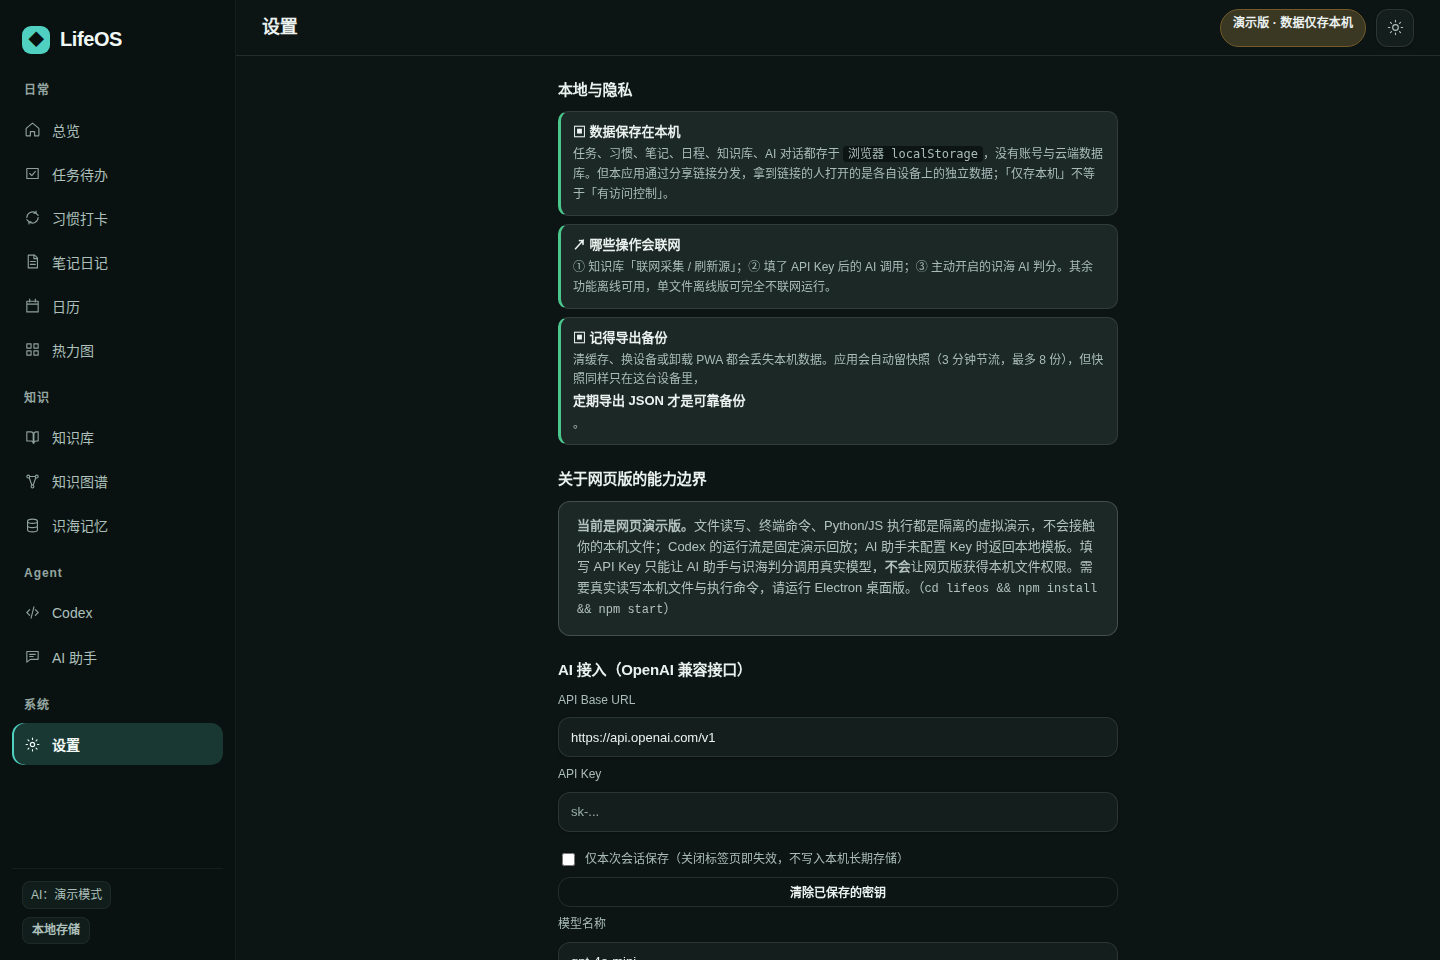 LifeOS
日常
总览
任务待办
习惯打卡
笔记日记
日历
热力图
知识
知识库
知识图谱
识海记忆
Agent
Codex
AI 助手
系统
设置
AI：演示模式
本地存储
设置
演示版 · 数据仅存本机
本地与隐私
▣ 数据保存在本机
任务、习惯、笔记、日程、知识库、AI 对话都存于 浏览器 localStorage，没有账号与云端数据
库。但本应用通过分享链接分发，拿到链接的人打开的是各自设备上的独立数据；「仅存本机」不等
于「有访问控制」。
↗ 哪些操作会联网
① 知识库「联网采集 / 刷新源」；② 填了 API Key 后的 AI 调用；③ 主动开启的识海 AI 判分。其余
功能离线可用，单文件离线版可完全不联网运行。
▣ 记得导出备份
清缓存、换设备或卸载 PWA 都会丢失本机数据。应用会自动留快照（3 分钟节流，最多 8 份），但快
照同样只在这台设备里，
定期导出 JSON 才是可靠备份
。
关于网页版的能力边界
当前是网页演示版。文件读写、终端命令、Python/JS 执行都是隔离的虚拟演示，不会接触
你的本机文件；Codex 的运行流是固定演示回放；AI 助手未配置 Key 时返回本地模板。填
写 API Key 只能让 AI 助手与识海判分调用真实模型，不会让网页版获得本机文件权限。需
要真实读写本机文件与执行命令，请运行 Electron 桌面版。（cd lifeos && npm install
&& npm start）
AI 接入（OpenAI 兼容接口）
API Base URL
https://api.openai.com/v1
API Key
sk-...
仅本次会话保存（关闭标签页即失效，不写入本机长期存储）
清除已保存的密钥
模型名称
gpt-4o-mini